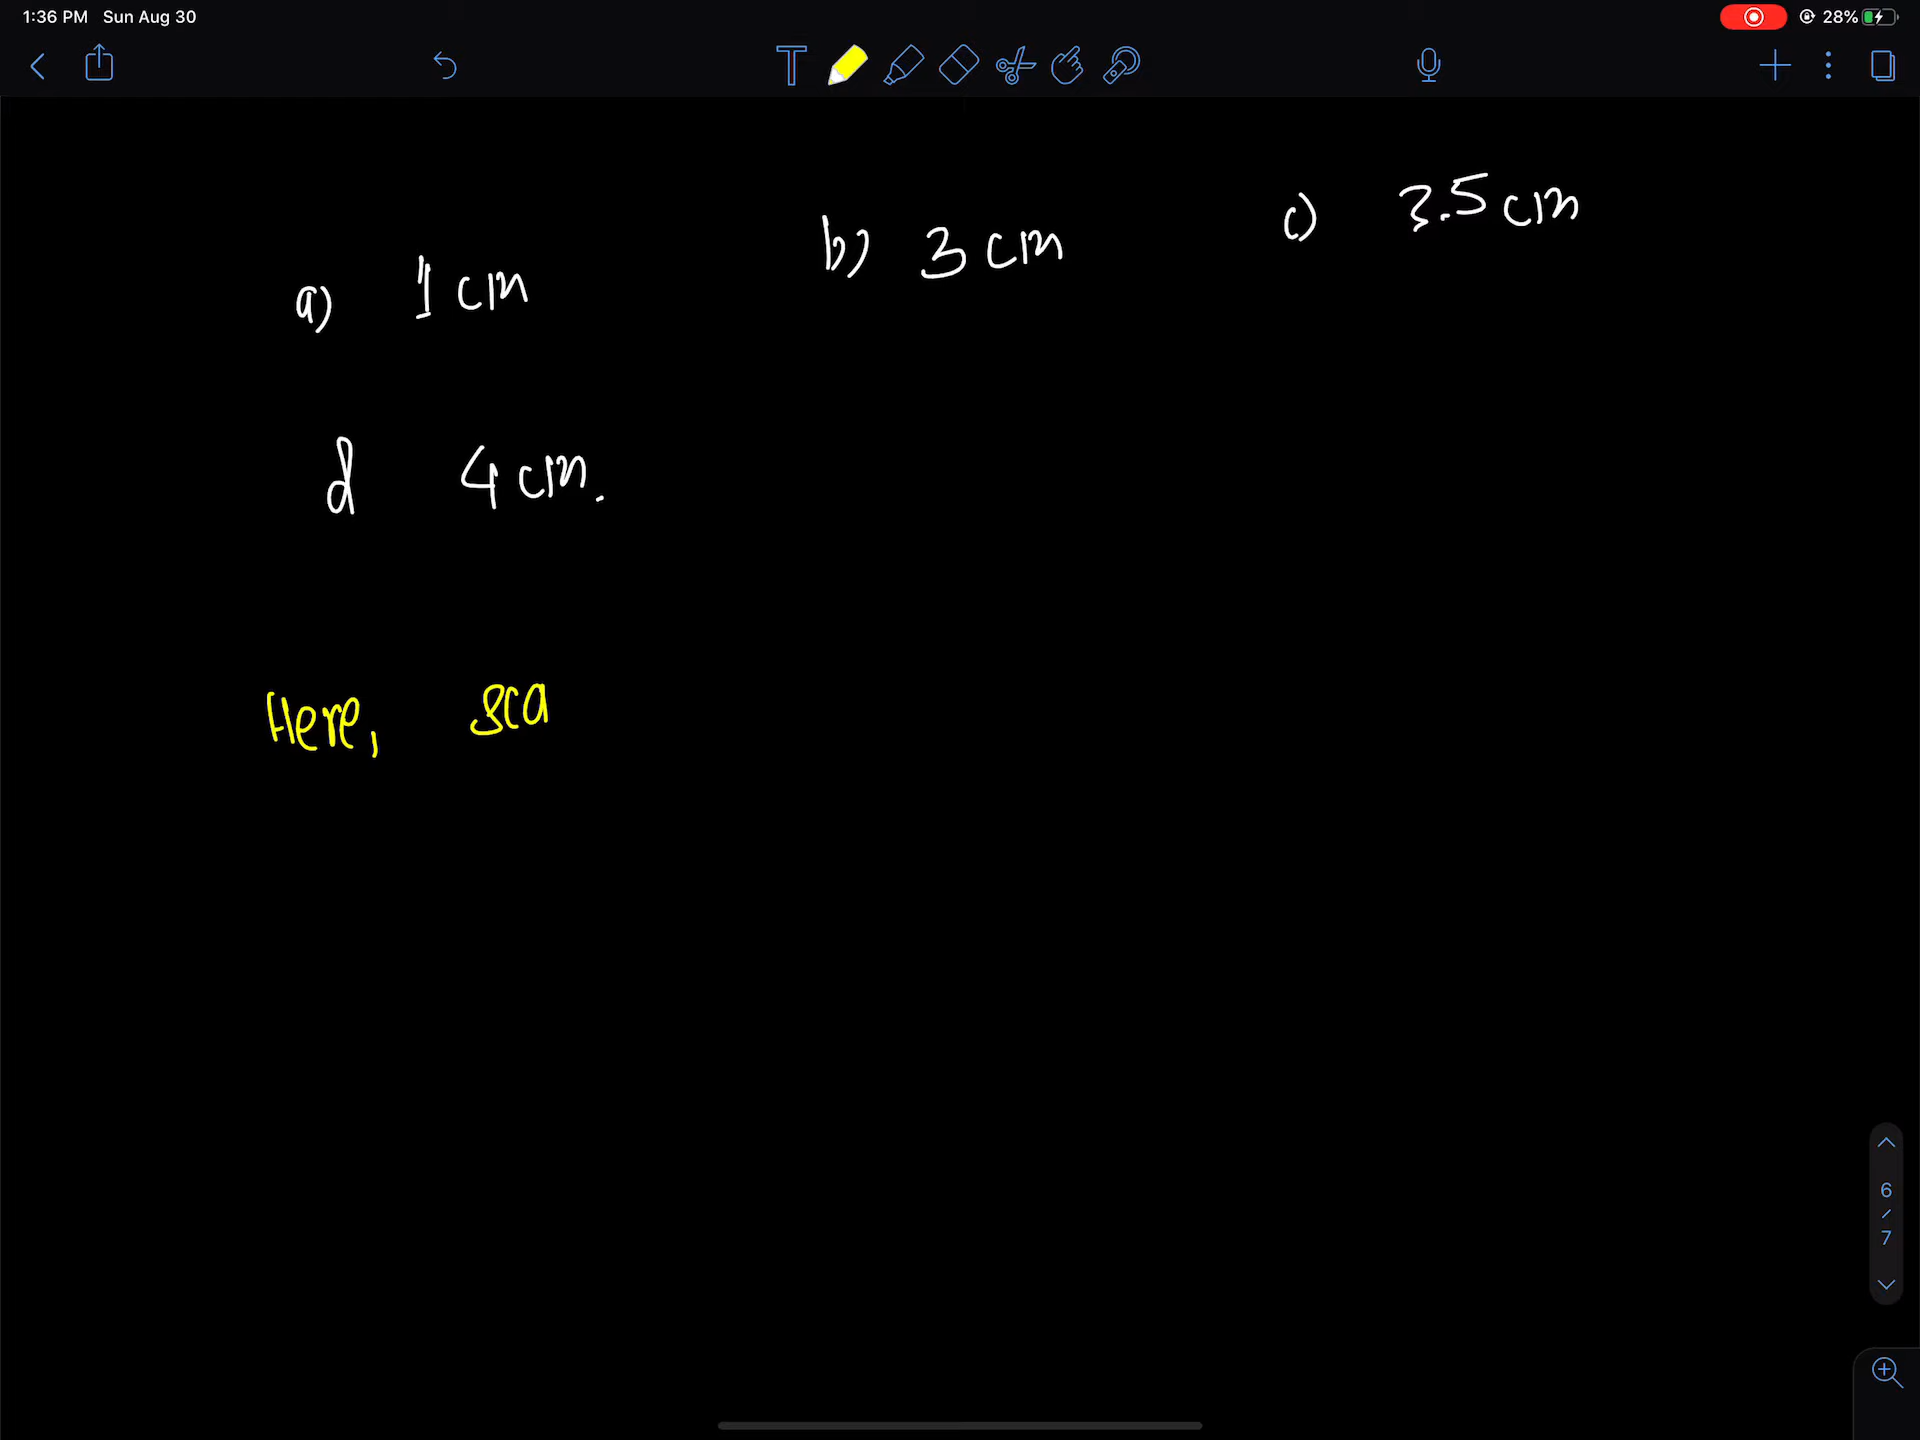 1:36 PM Sun Aug 30
28%
a) 1 cm
b) 3 cm
c) 3.5 cm
d 4 cm.
Here, sca
6
/
7